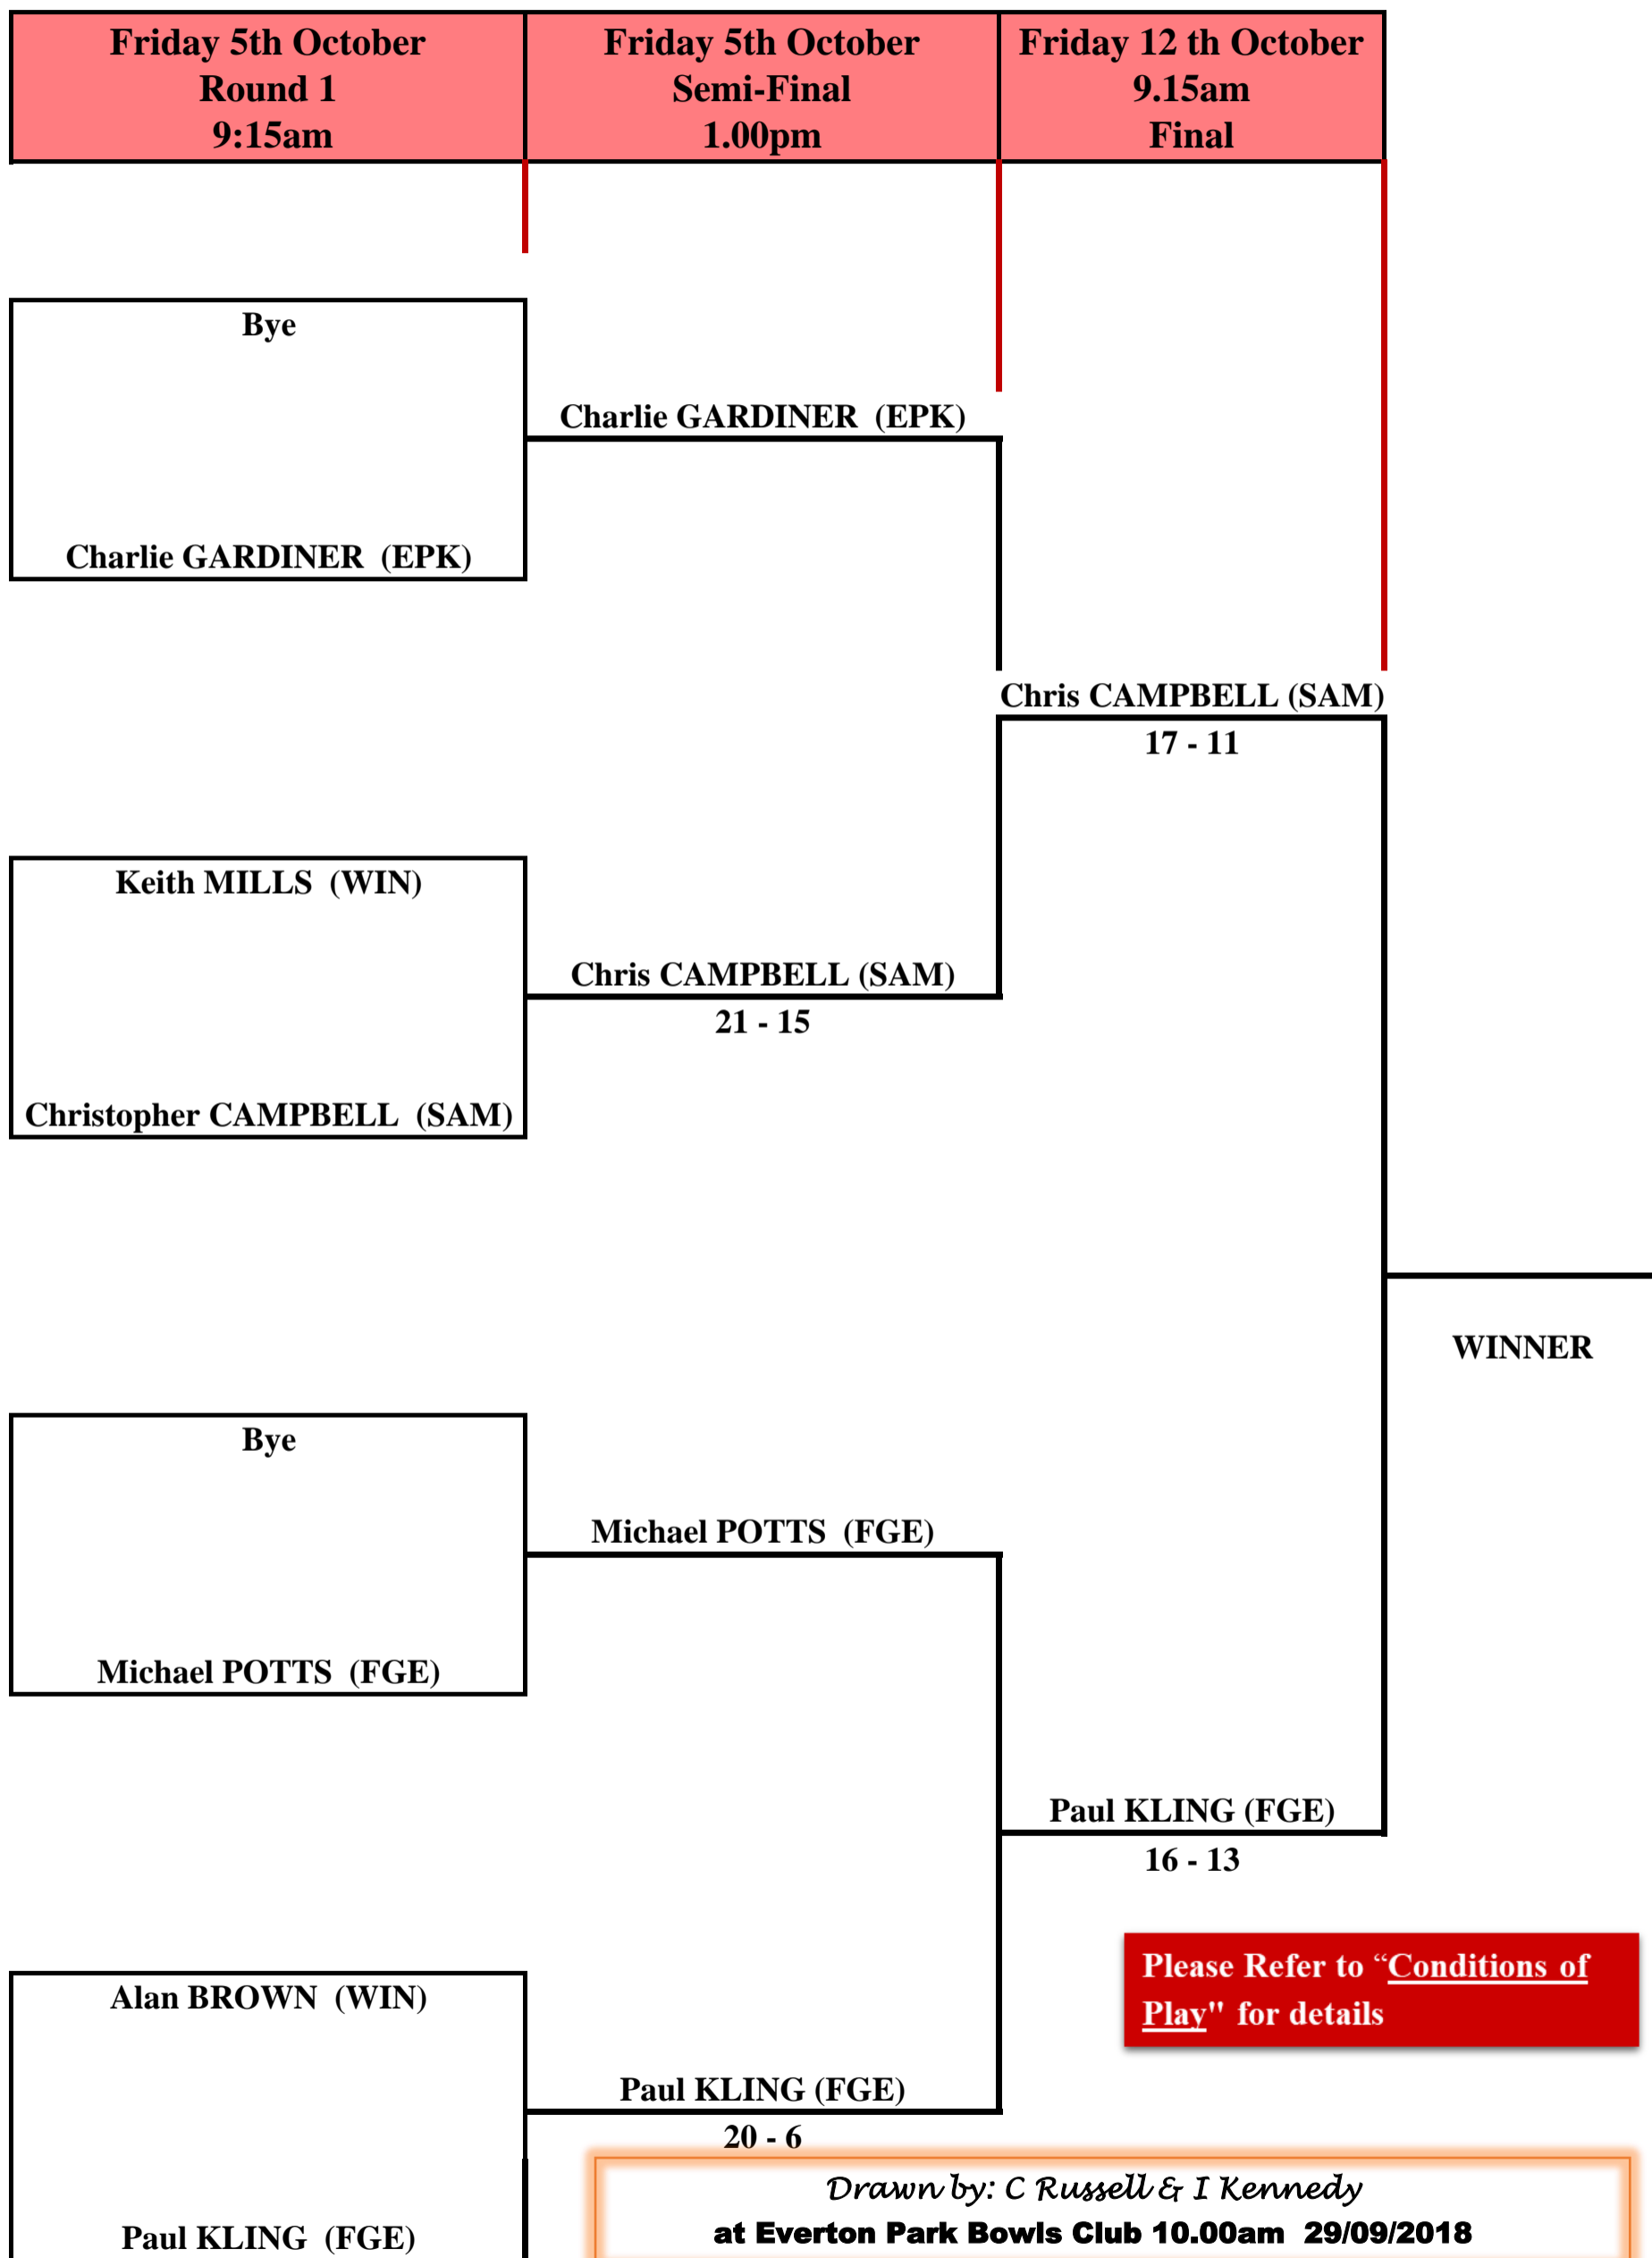 Friday 5th October
Round 1
9:15am
Friday 5th October
Semi-Final
1.00pm
Friday 12 th October
9.15am
Final
Bye
Charlie GARDINER (EPK)
Charlie GARDINER (EPK)
Chris CAMPBELL (SAM)
17 - 11
Keith MILLS (WIN)
Chris CAMPBELL (SAM)
21 - 15
Christopher CAMPBELL (SAM)
WINNER
Bye
Michael POTTS (FGE)
Michael POTTS (FGE)
Paul KLING (FGE)
16 - 13
Please Refer to “Conditions of
Play" for details
Alan BROWN (WIN)
Paul KLING (FGE)
20 - 6
Paul KLING (FGE)
Drawn by: C Russell & I Kennedy
at Everton Park Bowls Club 10.00am 29/09/2018